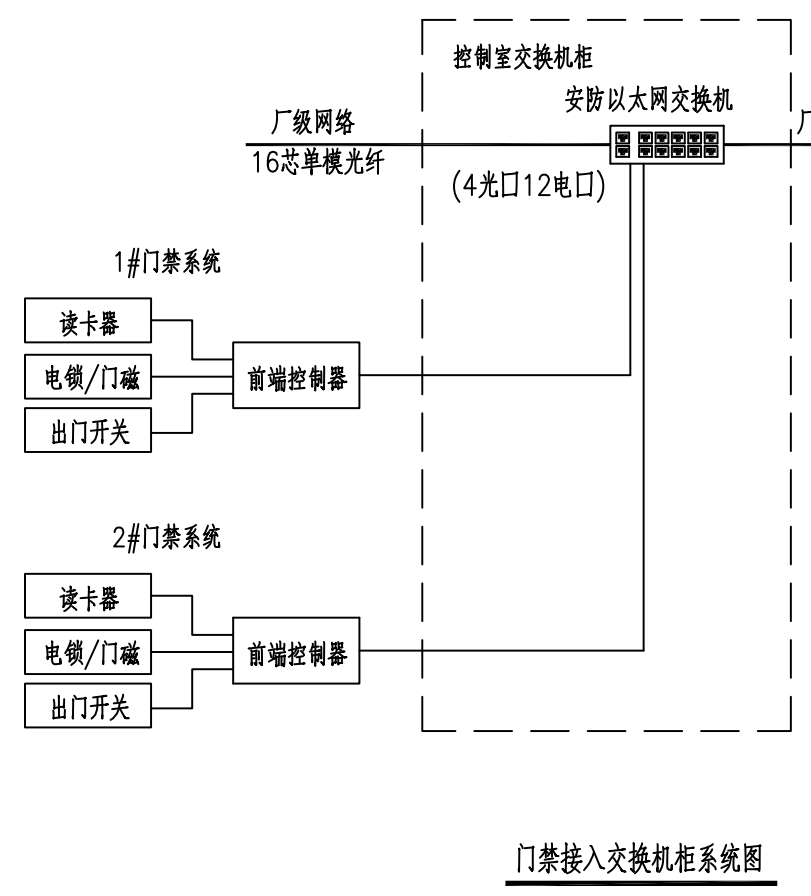 控制室交换机柜
安防以太网交换机
厂级网络
厂
16芯单模光纤
(4光口12电口)
1#门禁系统
读卡器
电锁/门磁
前端控制器
出门开关
2#门禁系统
读卡器
电锁/门磁
前端控制器
出门开关
门禁接入交换机柜系统图